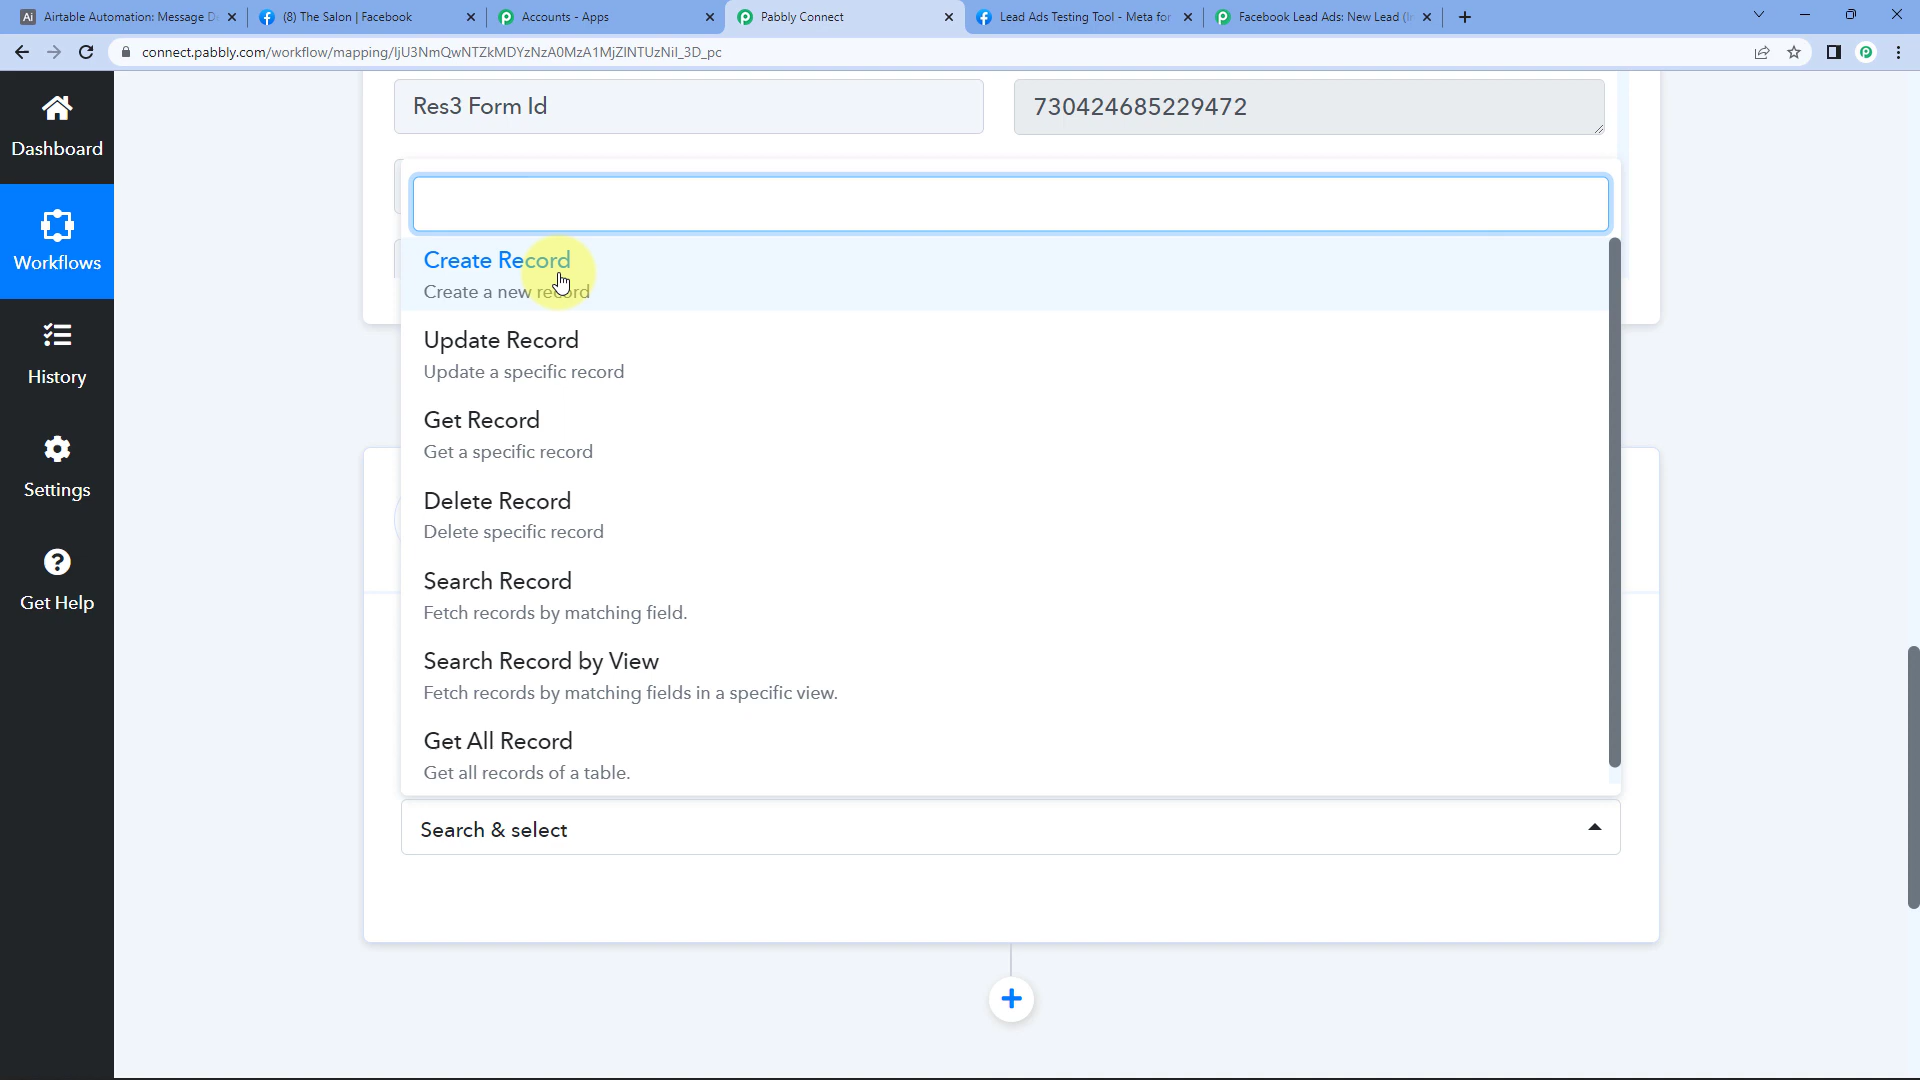 Airtable Automation: Message D
(8) The Salon | Facebook
Accounts - Apps
Pabbly Connect
Lead Ads Testing Tool - Meta for
Facebook Lead Ads: New Lead (I
connect.pabbly.com/workflow/mapping/IjU3NmQwNTZkMDYzNzA0MzA1MjZlNTUzNiI_3D_pc
Dashboard
Workflows
History
Settings
Get Help
Res3 Form Id
730424685229472
Create Record
Create a new record
Update Record
Update a specific record
Get Record
Get a specific record
Delete Record
Delete specific record
Search Record
Fetch records by matching field.
Search Record by View
Fetch records by matching fields in a specific view.
Get All Record
Get all records of a table.
Search & select